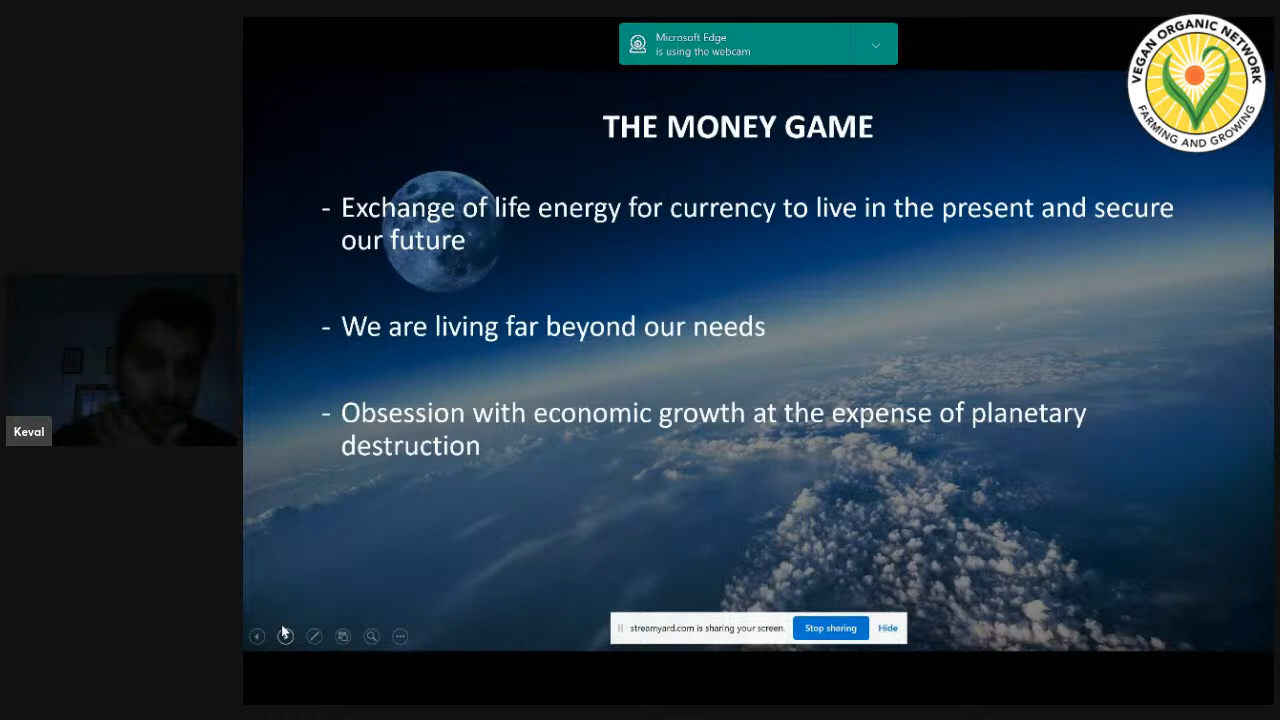 Microsoft Edge
is using the webcam
VEGAN ORGANIC NETWORK
FARMING AND GROWING
THE MONEY GAME
- Exchange of life energy for currency to live in the present and secure
our future
- We are living far beyond our needs
- Obsession with economic growth at the expense of planetary
destruction
Keval
streamyard.com is sharing your screen.
Stop sharing
Hide